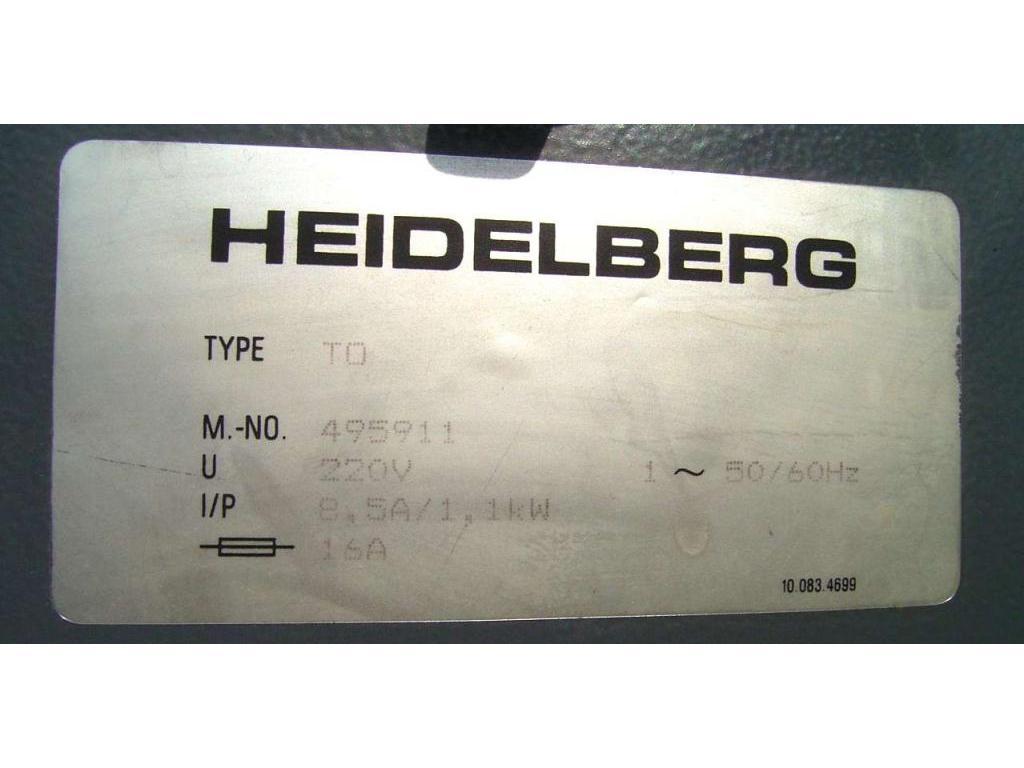 HEIDELBERG
TYPE TO
M.-NO. 495911
U 220V 1 ~ 50/60Hz
I/P 8,5A/1,1kW
16A
10.083.4699